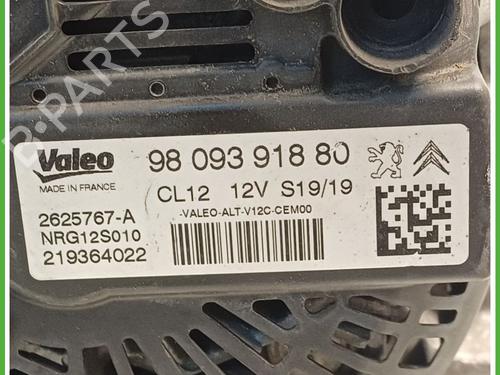 B-PARTS
Valeo
98 093 918 80
MADE IN FRANCE
CL12 12V S19/19
-VALEO-ALT-V12C-CEM00
2625767-A
NRG12S010
219364022